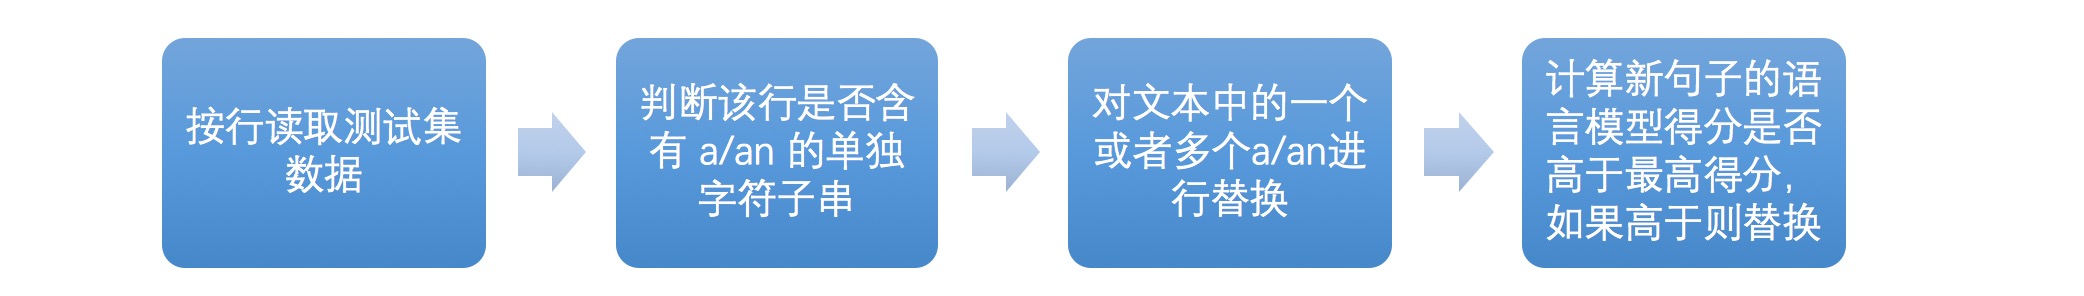 按行读取测试集
数据
判断该行是否含
有 a/an 的单独
字符子串
对文本中的一个
或者多个a/an进
行替换
计算新句子的语
言模型得分是否
高于最高得分，
如果高于则替换